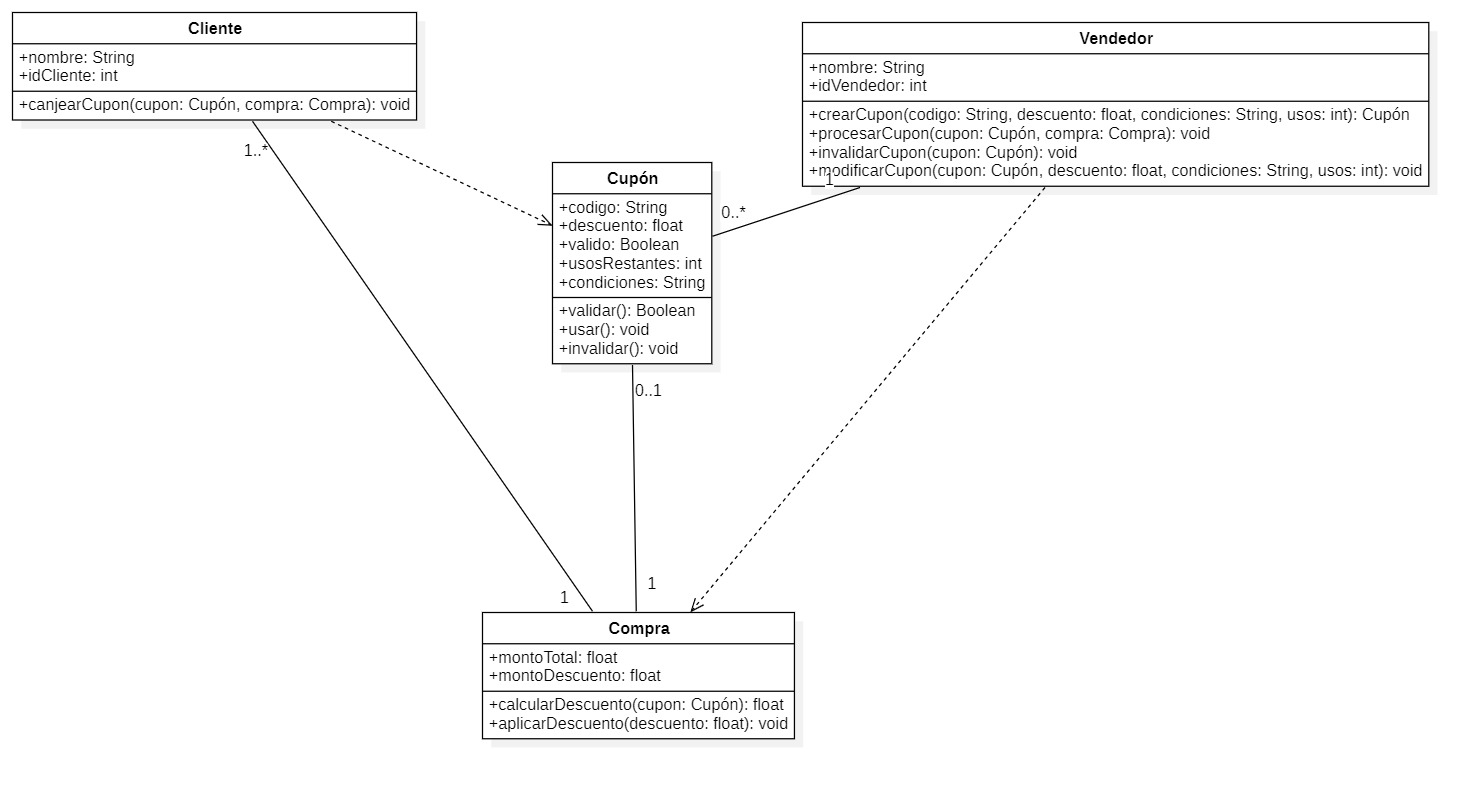 Cliente
+nombre: String
+idCliente: int
+canjearCupon(cupon: Cupón, compra: Compra): void
1..*
Vendedor
+nombre: String
+idVendedor: int
+crearCupon(codigo: String, descuento: float, condiciones: String, usos: int): Cupón
+procesarCupon(cupon: Cupón, compra: Compra): void
+invalidarCupon(cupon: Cupón): void
+modificarCupon(cupon: Cupón, descuento: float, condiciones: String, usos: int): void
1
0..*
Cupón
+codigo: String
+descuento: float
+valido: Boolean
+usosRestantes: int
+condiciones: String
+validar(): Boolean
+usar(): void
+invalidar(): void
0..1
1
1
Compra
+montoTotal: float
+montoDescuento: float
+calcularDescuento(cupon: Cupón): float
+aplicarDescuento(descuento: float): void